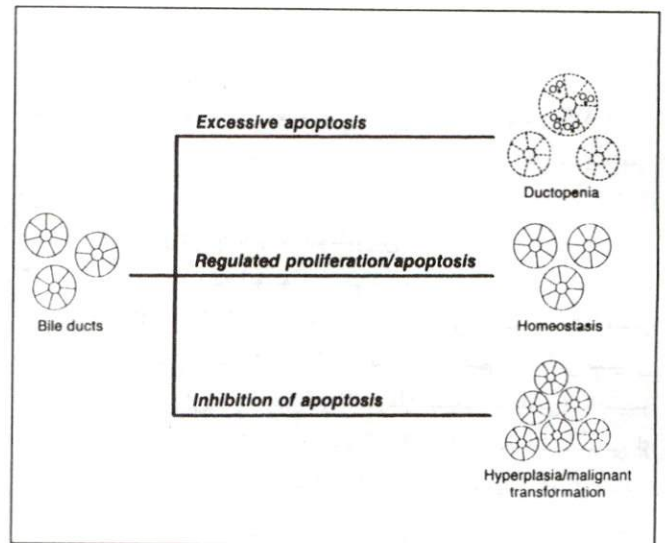 Excessive apoptosis
Ductopenia
Bile ducts
Regulated proliferation/apoptosis
Homeostasis
Inhibition of apoptosis
Hyperplasia/malignant
transformation